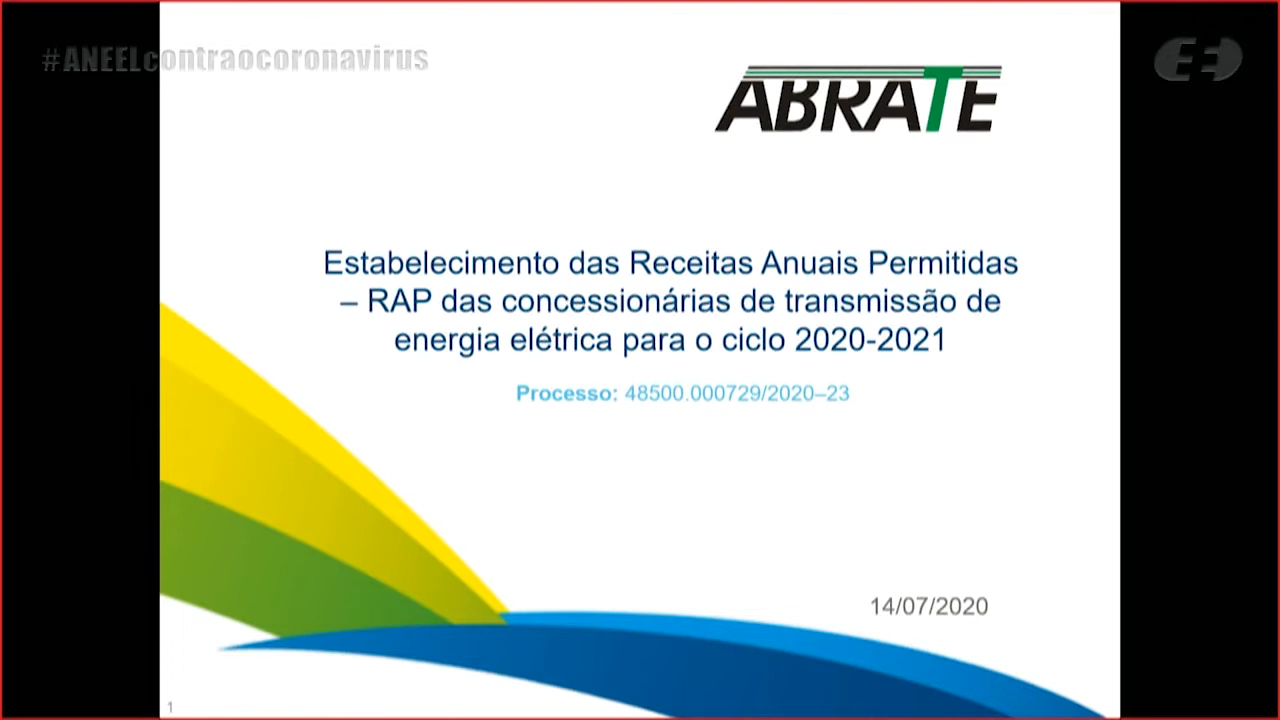 #ANEELcontraocoronavirus
ABRATE
Estabelecimento das Receitas Anuais Permitidas
– RAP das concessionárias de transmissão de
energia elétrica para o ciclo 2020-2021
Processo: 48500.000729/2020–23
14/07/2020
1